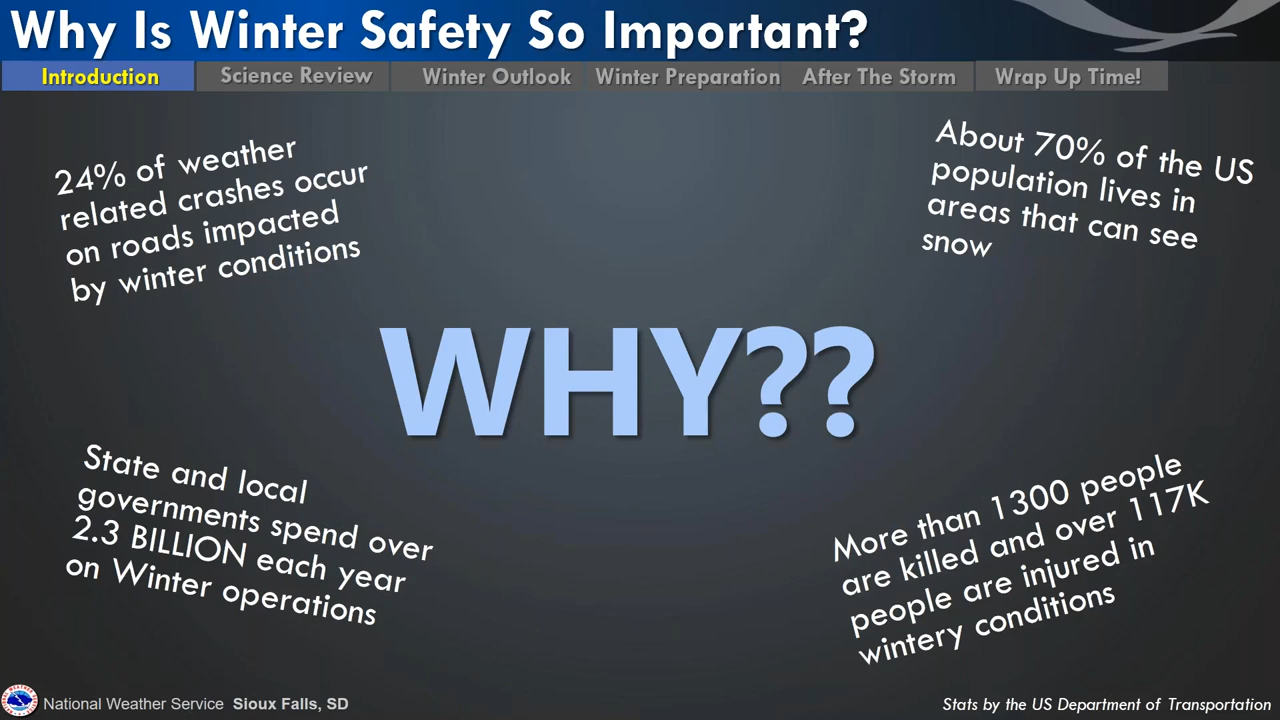 Why Is Winter Safety So Important?
Introduction
Science Review
Winter Outlook
Winter Preparation
After The Storm
Wrap Up Time!
24% of weather
related crashes occur
on roads impacted
by winter conditions
About 70% of the US
population lives in
areas that can see
snow
WHY??
State and local
governments spend over
2.3 BILLION each year
on Winter operations
More than 1300 people
are killed and over 117K
people are injured in
wintery conditions
National Weather Service Sioux Falls, SD
Stats by the US Department of Transportation